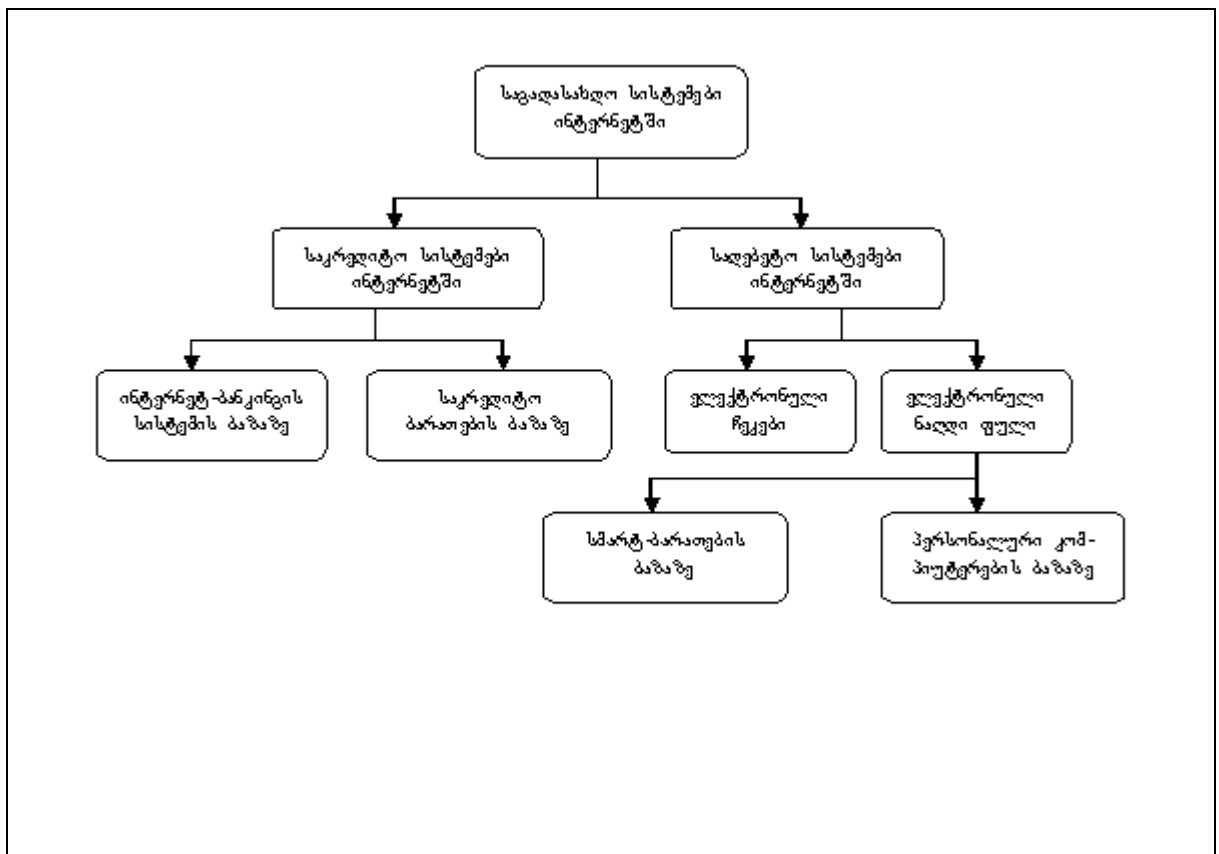 საგადასახდო სისტემები
ინტერნეტში
საკრედიტო სისტემები
ინტერნეტში
სადებეტო სისტემები
ინტერნეტში
ინტერნეტ-ბანკინგის
სისტემის ბაზაზე
საკრედიტო
ბარათების ბაზაზე
ელექტრონული
ჩეკები
ელექტრონული
ნაღდი ფული
სმარტ-ბარათების
ბაზაზე
პერსონალური კომ-
პიუტერების ბაზაზე